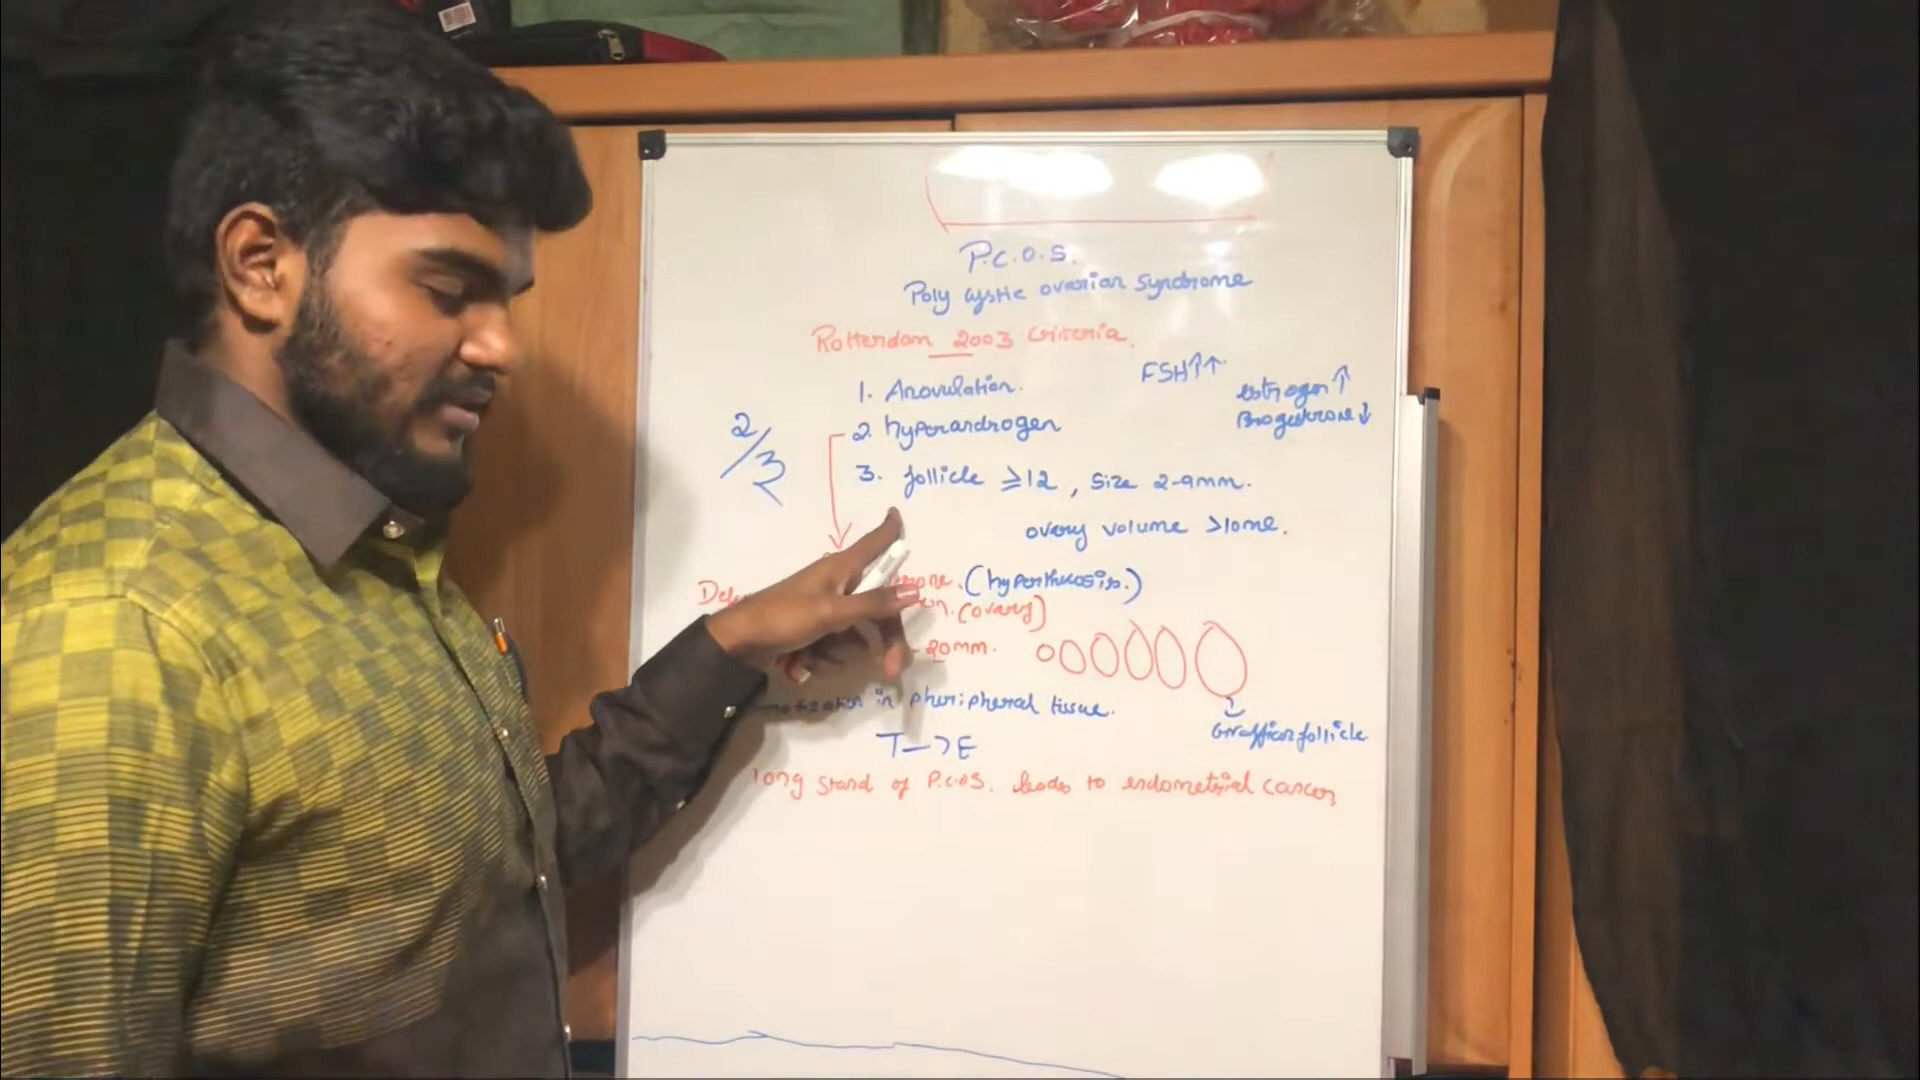 P.C.O.S.
Poly cystic ovarian syndrome
Rotterdam 2003 criteria.
1. Anovulation.
FSH↑↑
estrogen↑
Progesterone↓
2/3
2. hyperandrogen
3. follicle ≥12, size 2-9mm.
ovary volume >10ml.
(hyperthecosis.)
(ovary)
20mm.
in pheripheral tissue.
Graffian follicle
T->E
long stand of P.C.O.S. leads to endometrial cancer